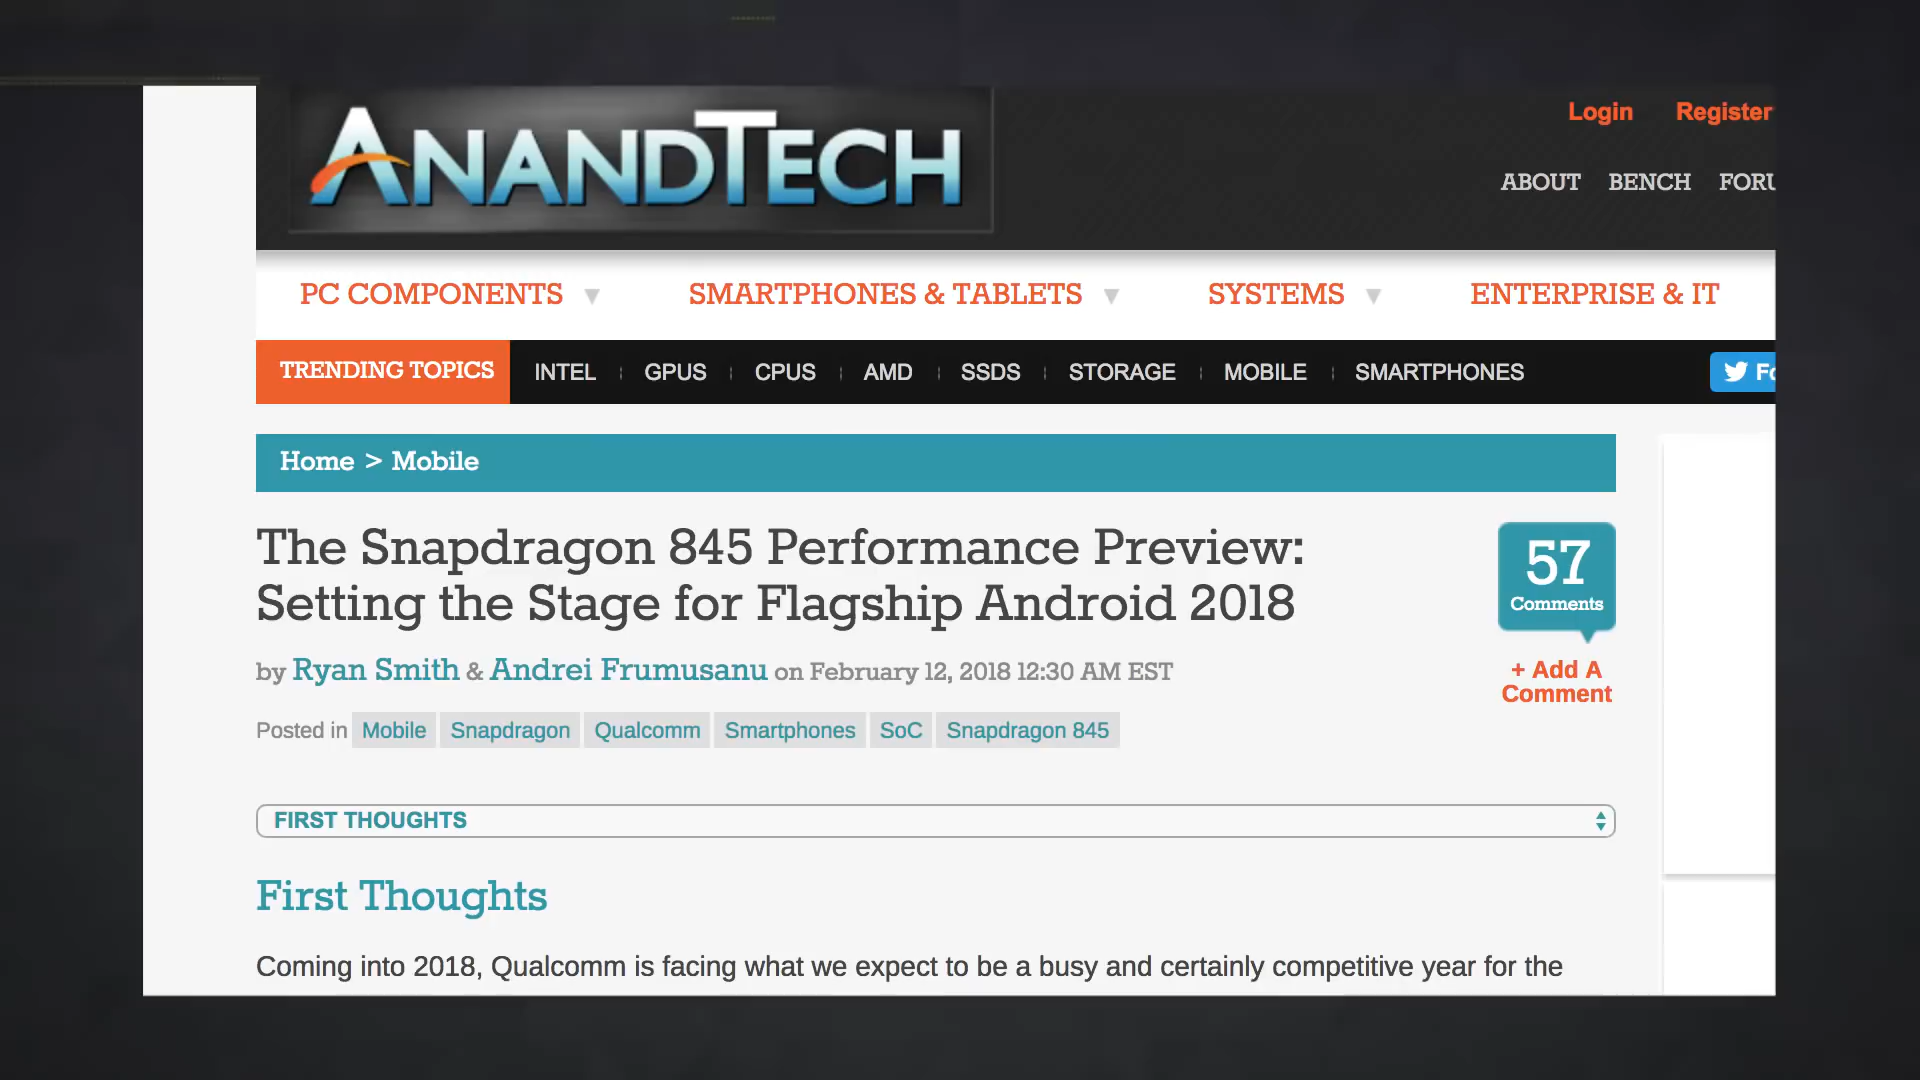 ANANDTECH
Login Register
ABOUT BENCH FORU
PC COMPONENTS SMARTPHONES & TABLETS SYSTEMS ENTERPRISE & IT
TRENDING TOPICS INTEL GPUS CPUS AMD SSDS STORAGE MOBILE SMARTPHONES Fo
Home > Mobile
The Snapdragon 845 Performance Preview:
Setting the Stage for Flagship Android 2018
57
Comments
by Ryan Smith & Andrei Frumusanu on February 12, 2018 12:30 AM EST
+ Add A
Comment
Posted in Mobile Snapdragon Qualcomm Smartphones SoC Snapdragon 845
FIRST THOUGHTS
First Thoughts
Coming into 2018, Qualcomm is facing what we expect to be a busy and certainly competitive year for the